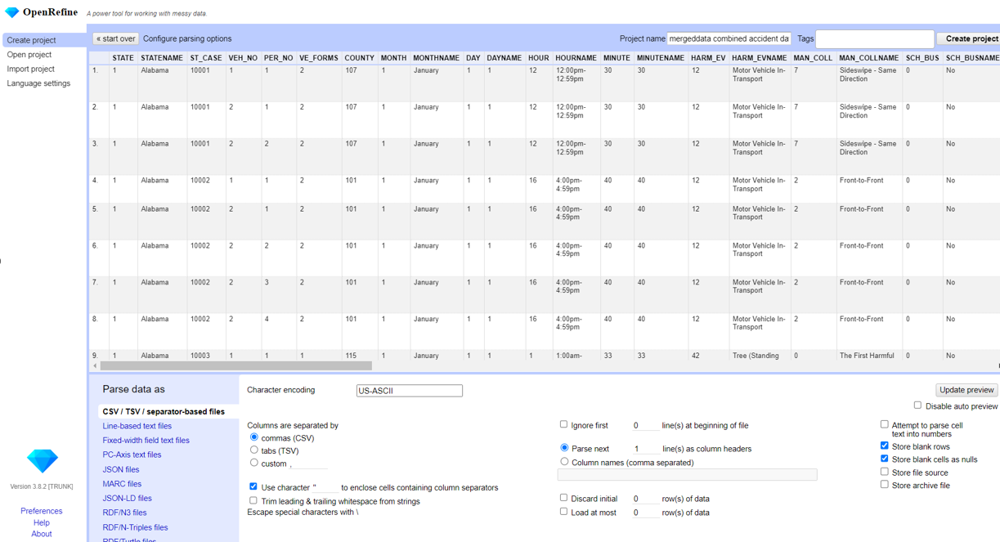 OpenRefine A power tool for working with messy data.
Create project
Open project
Import project
Language settings
« start over Configure parsing options Project name mergeddata combined accident da Tags Create project
STATE STATENAME ST_CASE VEH_NO PER_NO VE_FORMS COUNTY MONTH MONTHNAME DAY DAYNAME HOUR HOURNAME MINUTE MINUTENAME HARM_EV HARM_EVNAME MAN_COLL MAN_COLLNAME SCH_BUS SCH_BUSNAME
1. 1 Alabama 10001 1 1 2 107 1 January 1 1 12 12:00pm- 30 30 12 Motor Vehicle In- 7 Sideswipe - Same 0 No
12:59pm Transport Direction
2. 1 Alabama 10001 2 1 2 107 1 January 1 1 12 12:00pm- 30 30 12 Motor Vehicle In- 7 Sideswipe - Same 0 No
12:59pm Transport Direction
3. 1 Alabama 10001 2 2 2 107 1 January 1 1 12 12:00pm- 30 30 12 Motor Vehicle In- 7 Sideswipe - Same 0 No
12:59pm Transport Direction
4. 1 Alabama 10002 1 1 2 101 1 January 1 1 16 4:00pm- 40 40 12 Motor Vehicle In- 2 Front-to-Front 0 No
4:59pm Transport
5. 1 Alabama 10002 2 1 2 101 1 January 1 1 16 4:00pm- 40 40 12 Motor Vehicle In- 2 Front-to-Front 0 No
4:59pm Transport
6. 1 Alabama 10002 2 2 2 101 1 January 1 1 16 4:00pm- 40 40 12 Motor Vehicle In- 2 Front-to-Front 0 No
4:59pm Transport
7. 1 Alabama 10002 2 3 2 101 1 January 1 1 16 4:00pm- 40 40 12 Motor Vehicle In- 2 Front-to-Front 0 No
4:59pm Transport
8. 1 Alabama 10002 2 4 2 101 1 January 1 1 16 4:00pm- 40 40 12 Motor Vehicle In- 2 Front-to-Front 0 No
4:59pm Transport
9. 1 Alabama 10003 1 1 1 115 1 January 1 1 1 1:00am- 33 33 42 Tree (Standing 0 The First Harmful 0 No
Parse data as
CSV / TSV / separator-based files
Line-based text files
Fixed-width field text files
PC-Axis text files
JSON files
MARC files
JSON-LD files
RDF/N3 files
RDF/N-Triples files
RDF/Turtle files
Character encoding US-ASCII
Update preview
Disable auto preview
Columns are separated by
commas (CSV)
tabs (TSV)
custom ,
Use character " to enclose cells containing column separators
Trim leading & trailing whitespace from strings
Escape special characters with \
Ignore first 0 line(s) at beginning of file
Parse next 1 line(s) as column headers
Column names (comma separated)
Discard initial 0 row(s) of data
Load at most 0 row(s) of data
Attempt to parse cell
text into numbers
Store blank rows
Store blank cells as nulls
Store file source
Store archive file
Version 3.8.2 [TRUNK]
Preferences
Help
About